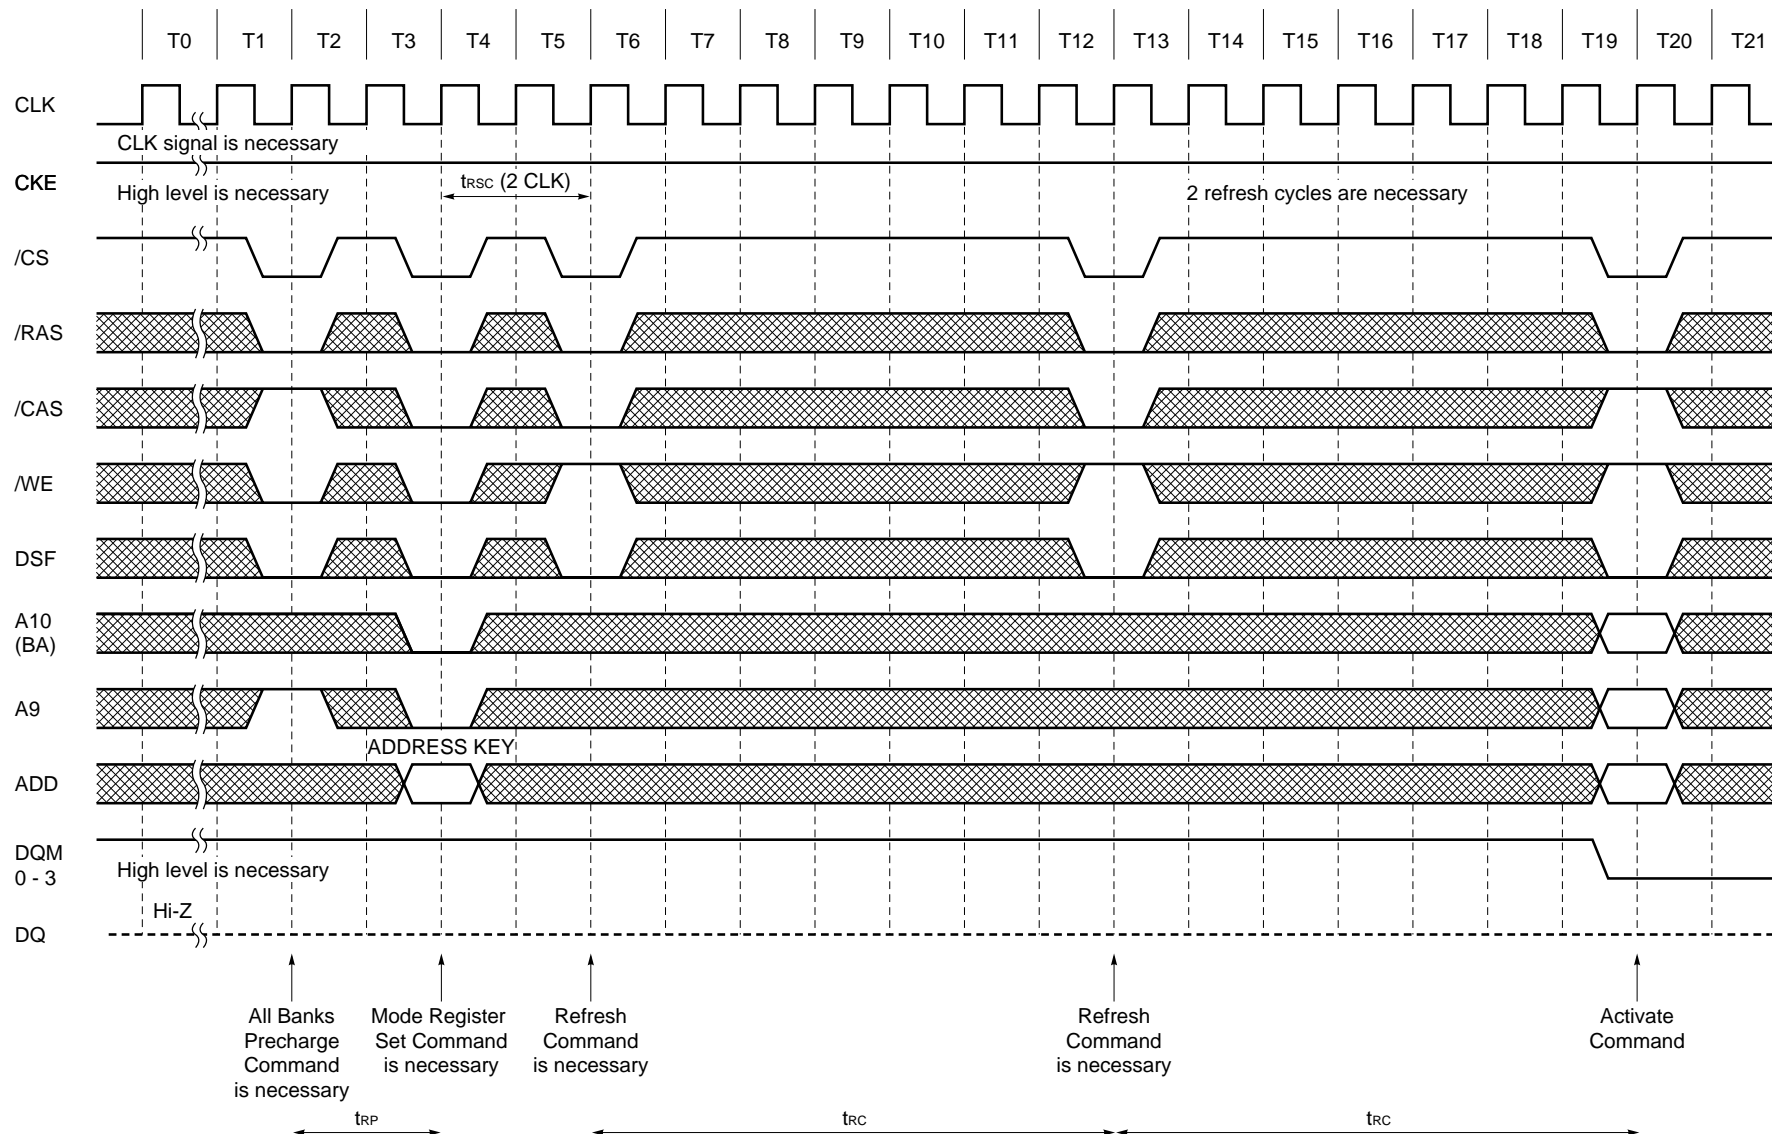 T0 T1 T2 T3 T4 T5 T6 T7 T8 T9 T10 T11 T12 T13 T14 T15 T16 T17 T18 T19 T20 T21
CLK
CLK signal is necessary
CKE
High level is necessary
tRSC (2 CLK)
2 refresh cycles are necessary
/CS
/RAS
/CAS
/WE
DSF
A10
(BA)
A9
ADDRESS KEY
ADD
DQM
0 - 3
High level is necessary
Hi-Z
DQ
All Banks
Precharge
Command
is necessary
Mode Register
Set Command
is necessary
Refresh
Command
is necessary
Refresh
Command
is necessary
Activate
Command
tRP
tRC
tRC